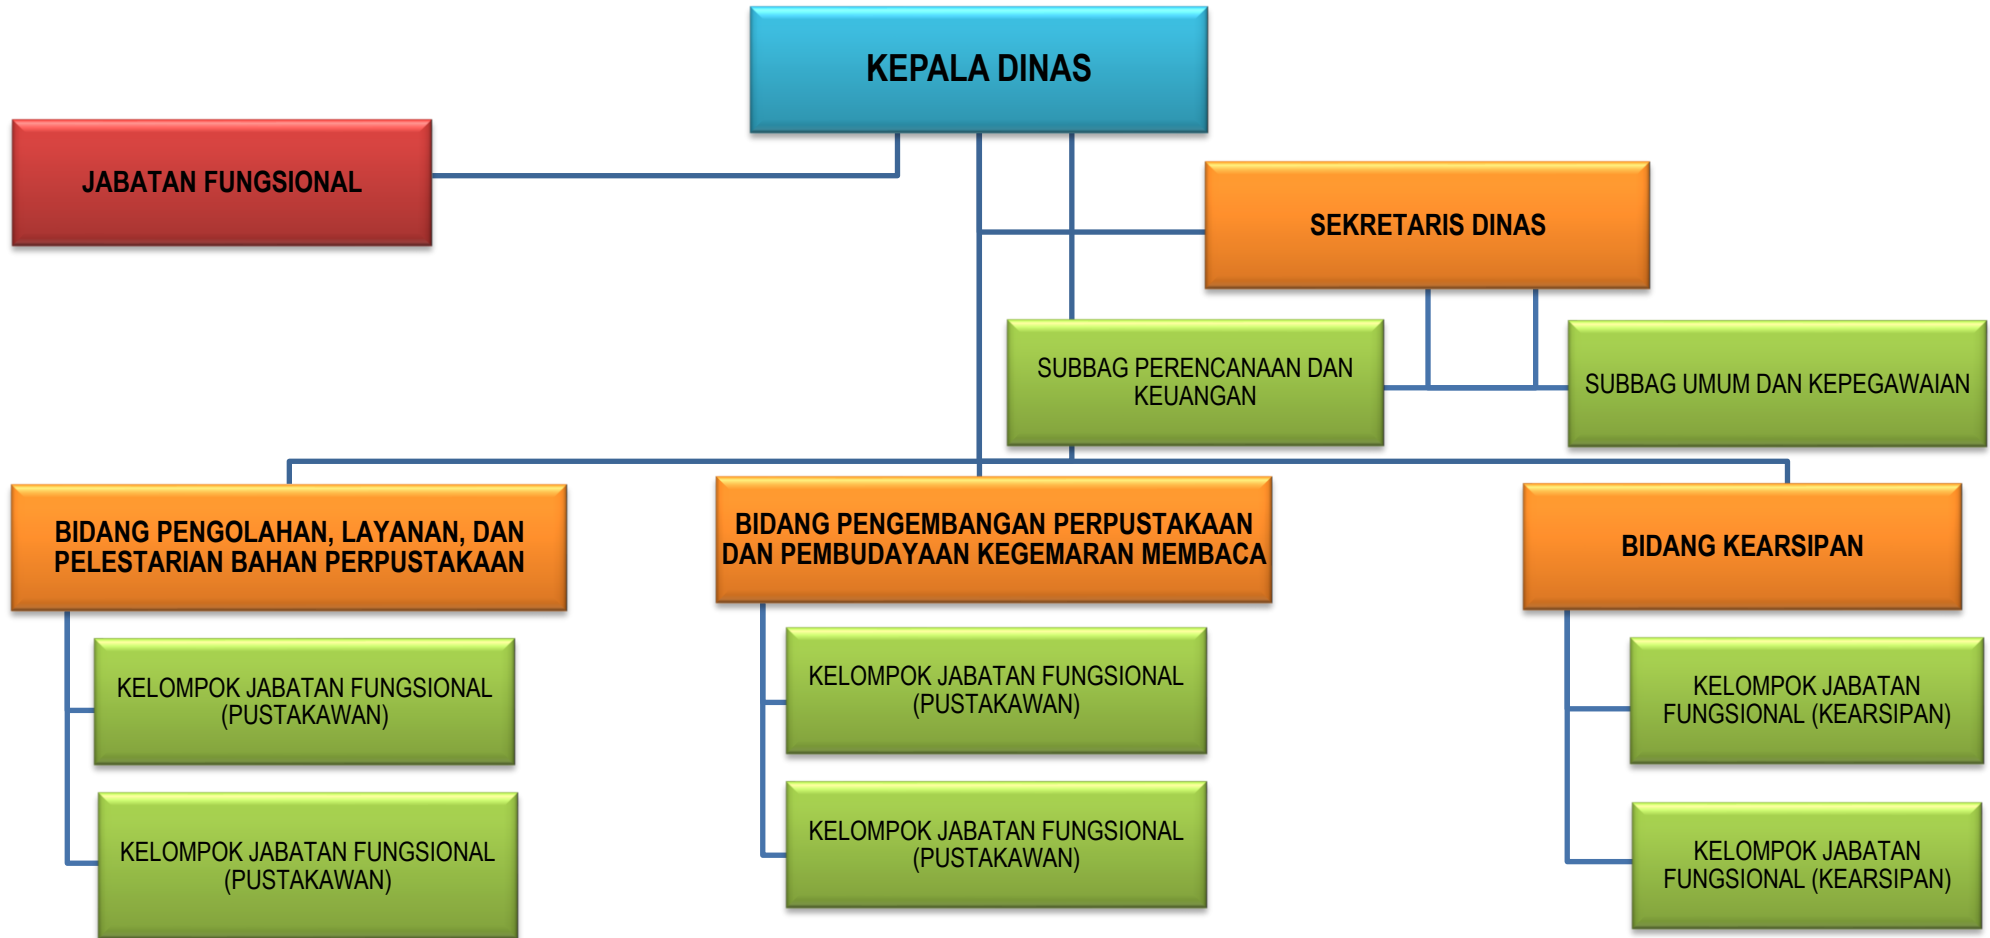 KEPALA DINAS
JABATAN FUNGSIONAL
SEKRETARIS DINAS
SUBBAG PERENCANAAN DAN
KEUANGAN
SUBBAG UMUM DAN KEPEGAWAIAN
BIDANG PENGOLAHAN, LAYANAN, DAN
PELESTARIAN BAHAN PERPUSTAKAAN
BIDANG PENGEMBANGAN PERPUSTAKAAN
DAN PEMBUDAYAAN KEGEMARAN MEMBACA
BIDANG KEARSIPAN
KELOMPOK JABATAN FUNGSIONAL
(PUSTAKAWAN)
KELOMPOK JABATAN FUNGSIONAL
(PUSTAKAWAN)
KELOMPOK JABATAN
FUNGSIONAL (KEARSIPAN)
KELOMPOK JABATAN FUNGSIONAL
(PUSTAKAWAN)
KELOMPOK JABATAN FUNGSIONAL
(PUSTAKAWAN)
KELOMPOK JABATAN
FUNGSIONAL (KEARSIPAN)